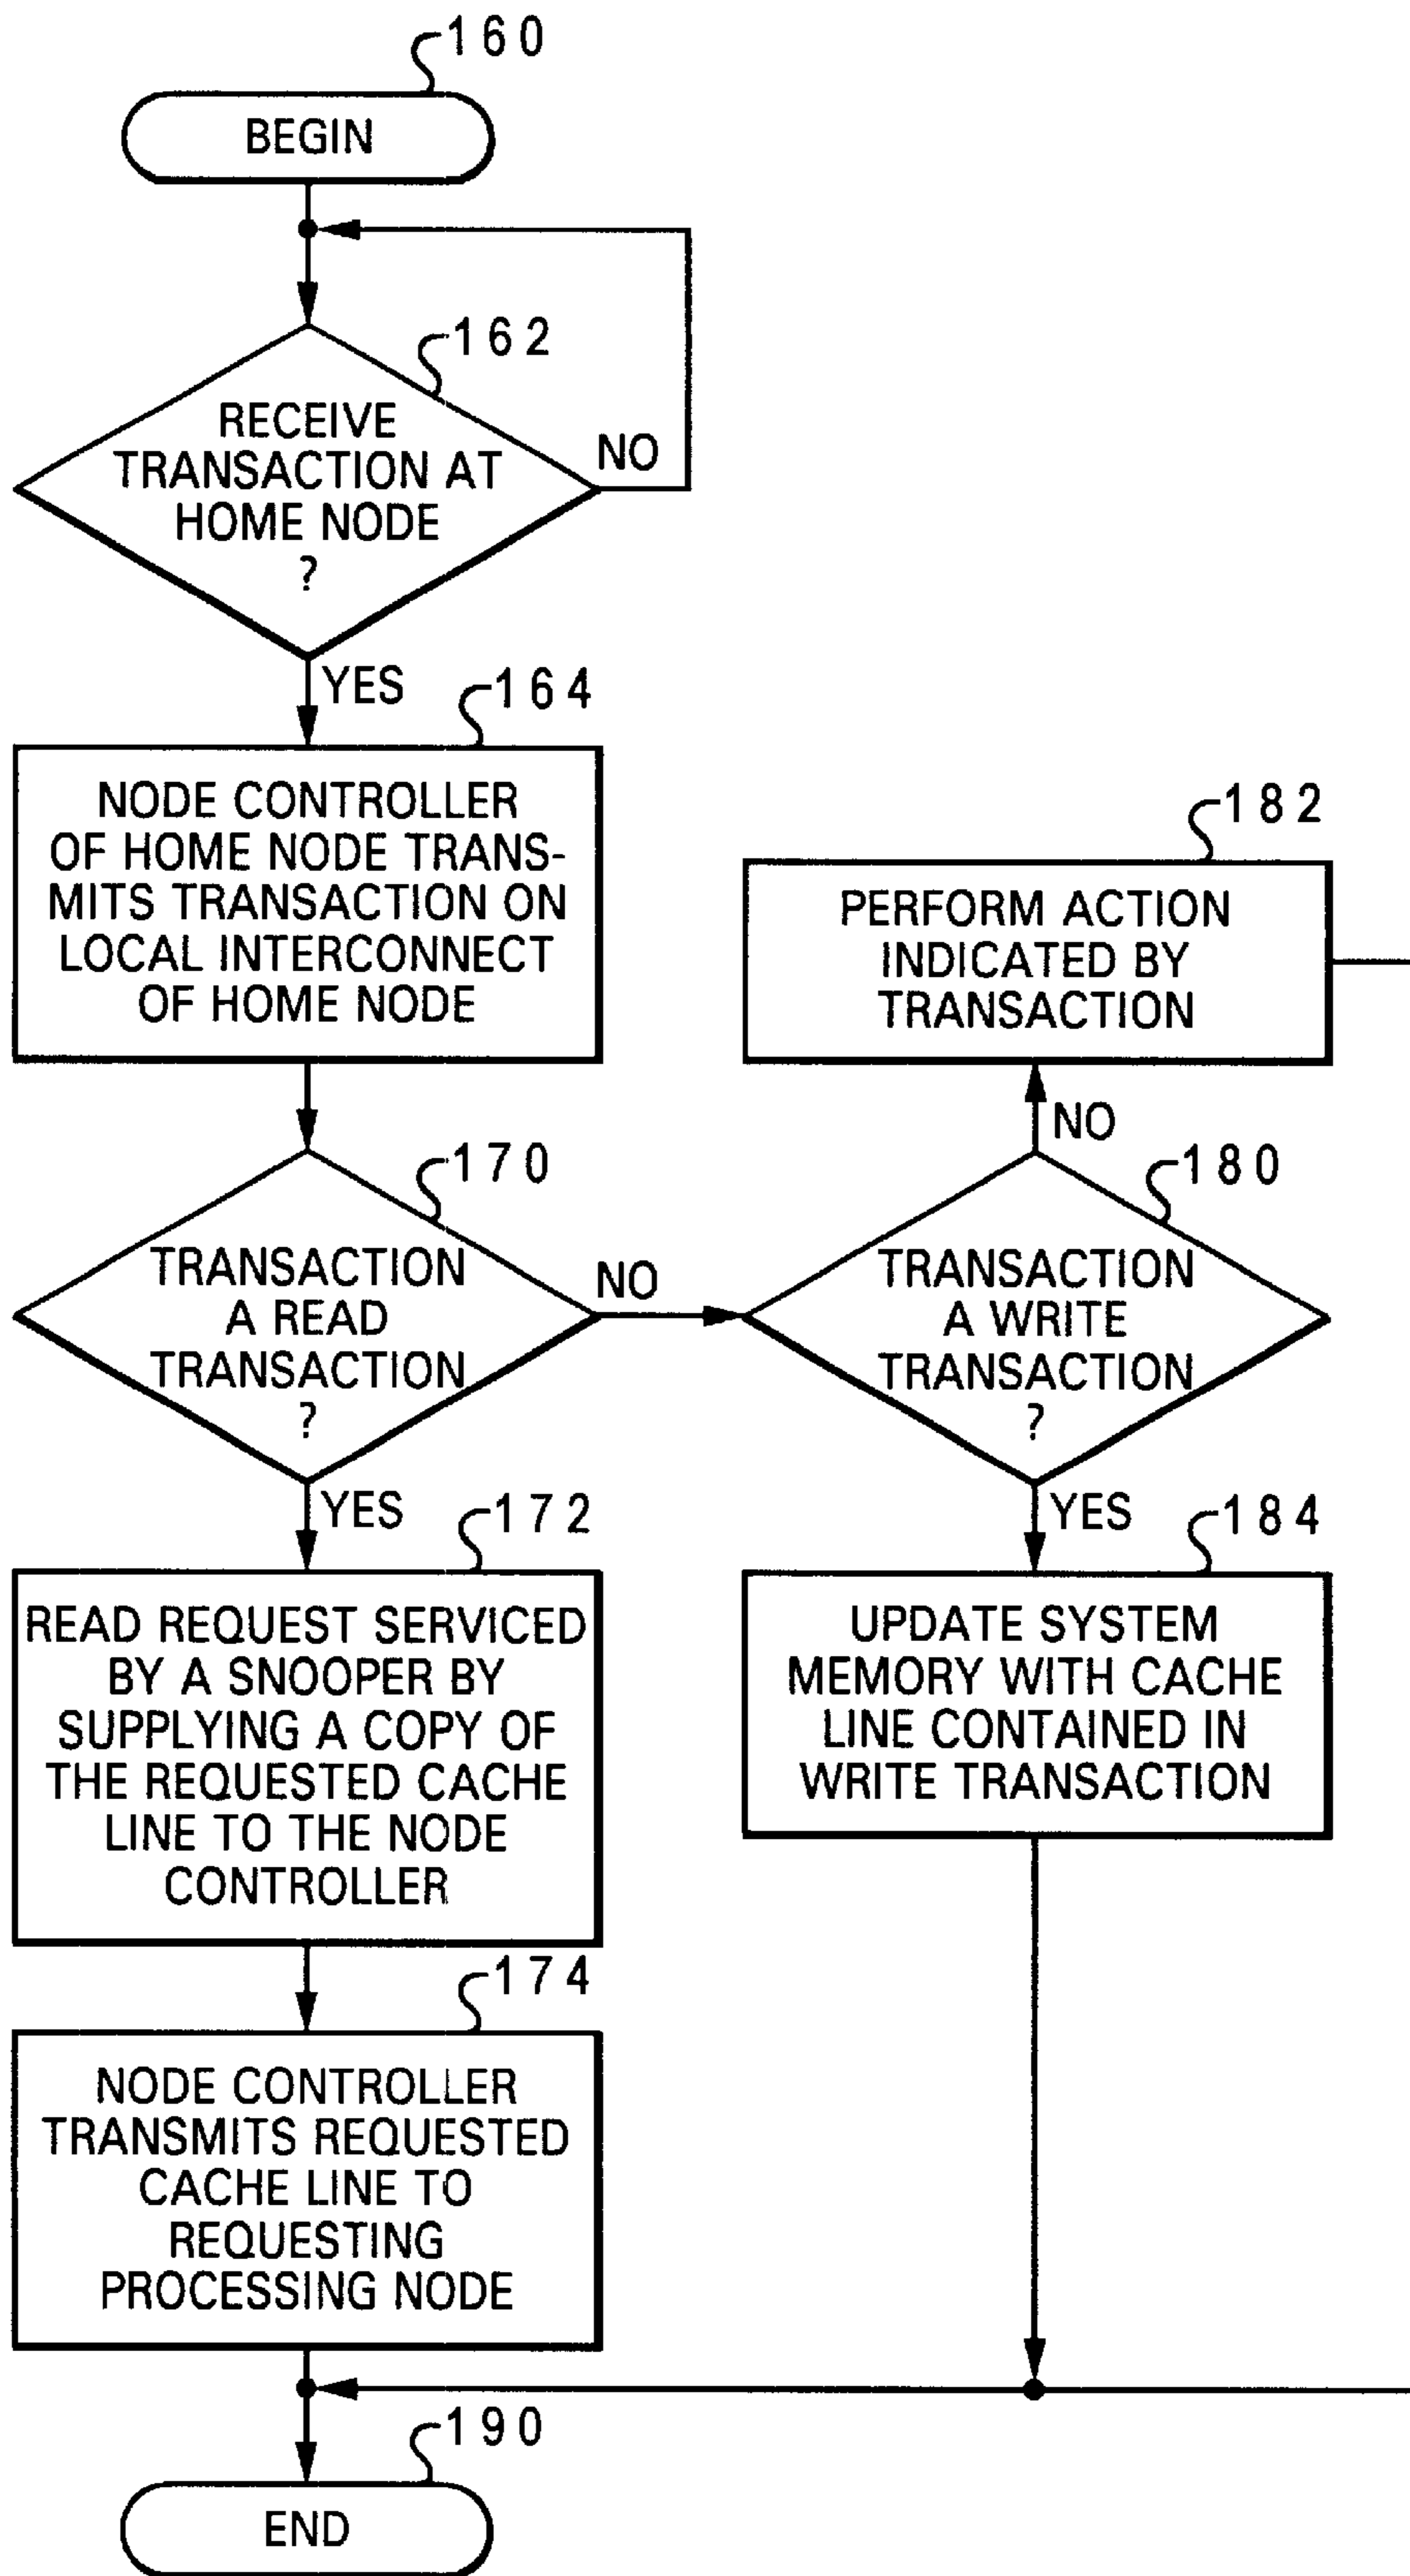 160
BEGIN
162
RECEIVE
TRANSACTION AT
HOME NODE
?
NO
YES
164
NODE CONTROLLER
OF HOME NODE TRANS-
MITS TRANSACTION ON
LOCAL INTERCONNECT
OF HOME NODE
182
PERFORM ACTION
INDICATED BY
TRANSACTION
NO
170
TRANSACTION
A READ
TRANSACTION
?
NO
180
TRANSACTION
A WRITE
TRANSACTION
?
YES
172
READ REQUEST SERVICED
BY A SNOOPER BY
SUPPLYING A COPY OF
THE REQUESTED CACHE
LINE TO THE NODE
CONTROLLER
YES
184
UPDATE SYSTEM
MEMORY WITH CACHE
LINE CONTAINED IN
WRITE TRANSACTION
174
NODE CONTROLLER
TRANSMITS REQUESTED
CACHE LINE TO
REQUESTING
PROCESSING NODE
190
END